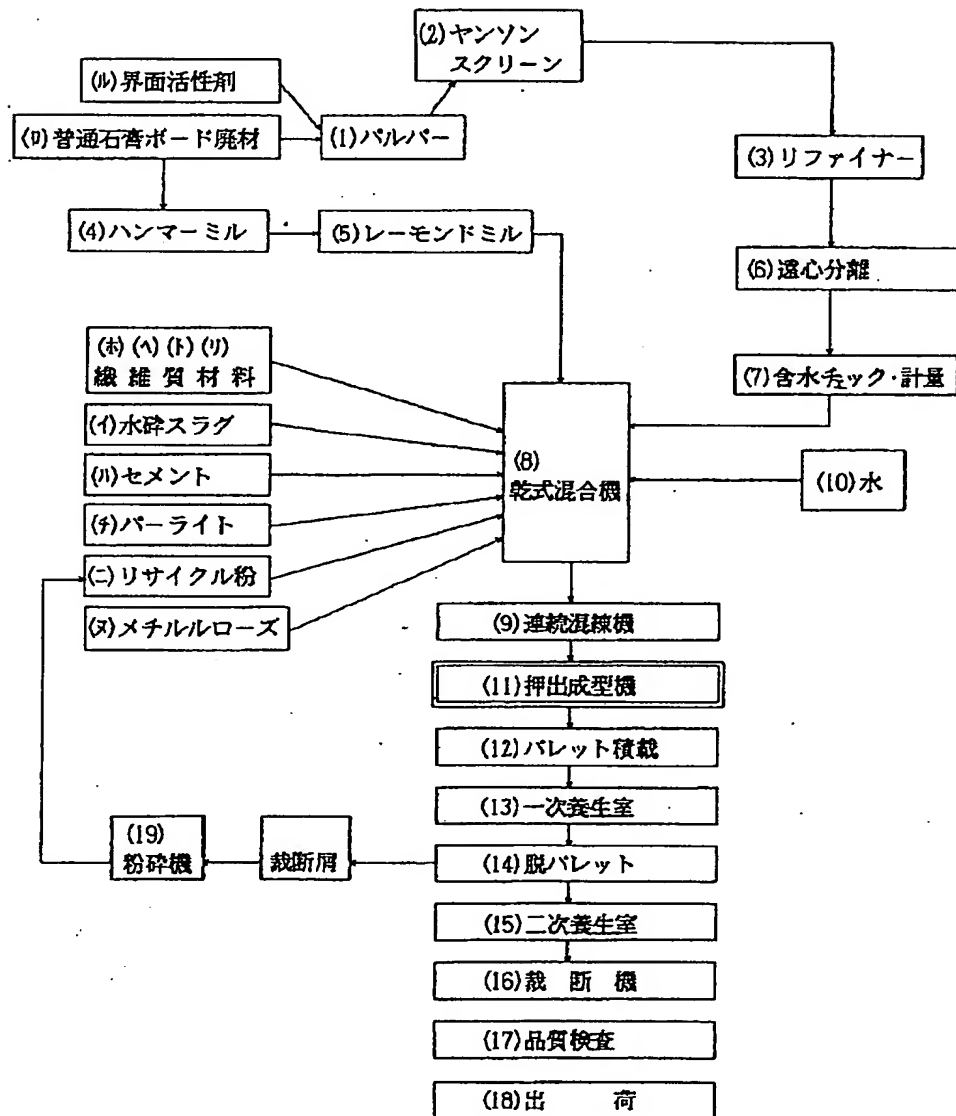 (2)ヤンソン
スクリーン
(ル)界面活性剤
(ロ)普通石膏ボード廃材
(1)パルパー
(3)リファイナー
(4)ハンマーミル
(5)レーモンドミル
(6)遠心分離
(ホ)(ヘ)(ト)(リ)
繊維質材料
(7)含水チェック・計量
(イ)水砕スラグ
(8)
乾式混合機
(ハ)セメント
(10)水
(チ)パーライト
(ニ)リサイクル粉
(ヌ)メチルルローズ
(9)連続混練機
(11)押出成型機
(12)パレット積載
(13)一次養生室
(19)
粉砕機
裁断屑
(14)脱パレット
(15)二次養生室
(16)裁断機
(17)品質検査
(18)出荷